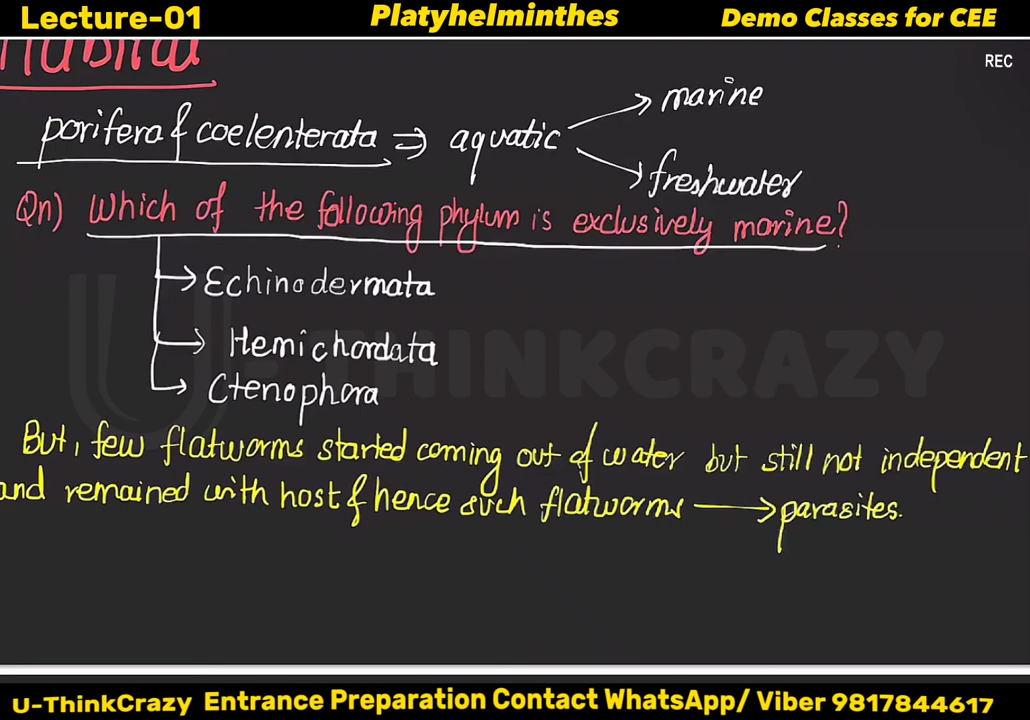 Lecture-01 Platyhelminthes Demo Classes for CEE
REC
Habitat
porifera & coelenterata ⇒ aquatic → marine
→ freshwater
Qn) Which of the following phylum is exclusively marine?
→ Echinodermata
→ Hemichordata
→ Ctenophora
U-THINKCRAZY
But, few flatworms started coming out of water but still not independent
and remained with host & hence such flatworms → parasites.
U-ThinkCrazy Entrance Preparation Contact WhatsApp/ Viber 9817844617